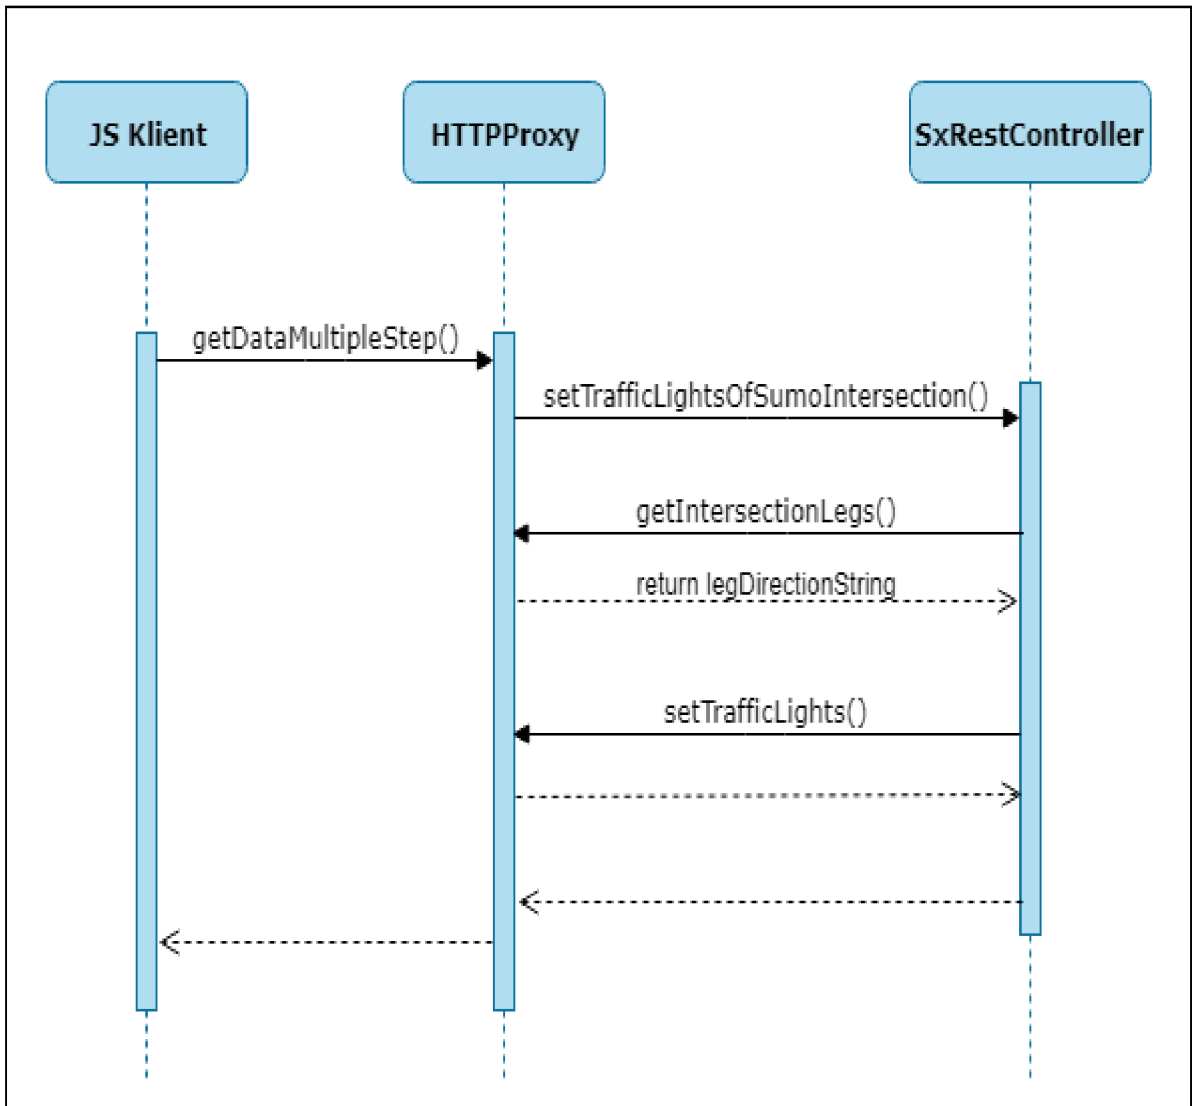 JS Klient
HTTPProxy
SxRestController
getDataMultipleStep()
setTrafficLightsOfSumoIntersection()
getIntersectionLegs()
return legDirectionString
setTrafficLights()